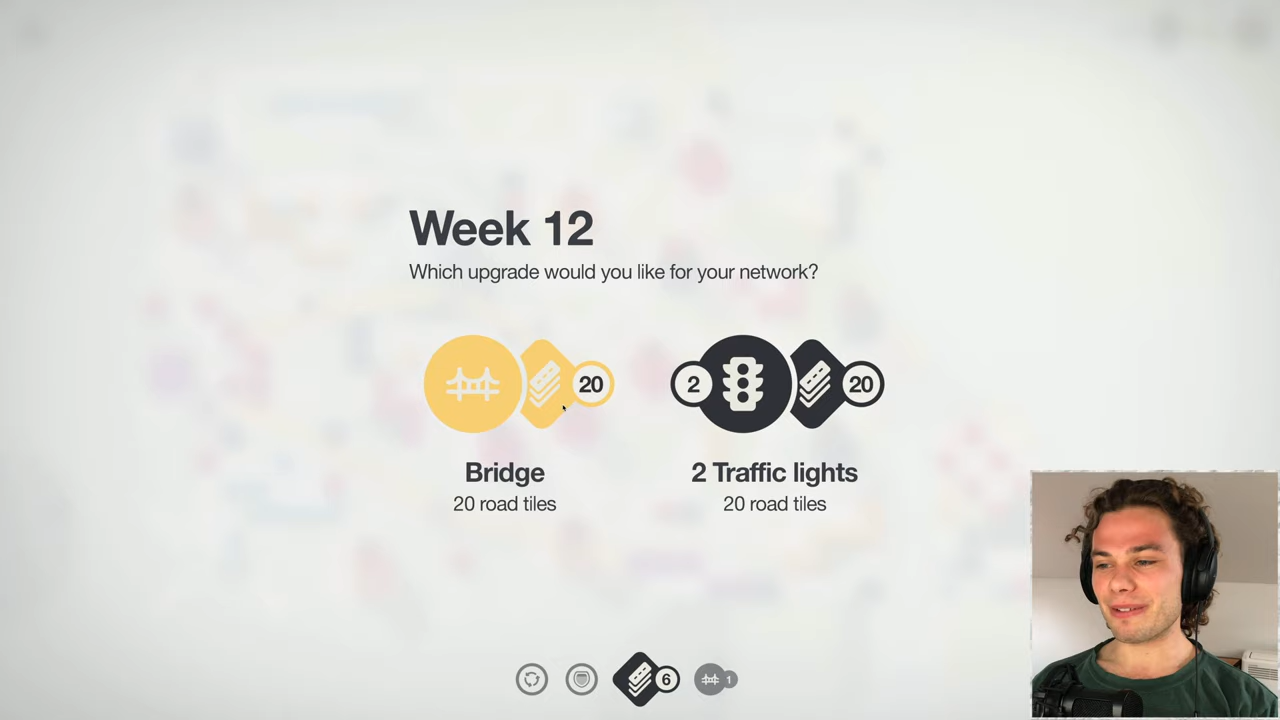 Week 12
Which upgrade would you like for your network?
20
2
20
Bridge
2 Traffic lights
20 road tiles
20 road tiles
6
1